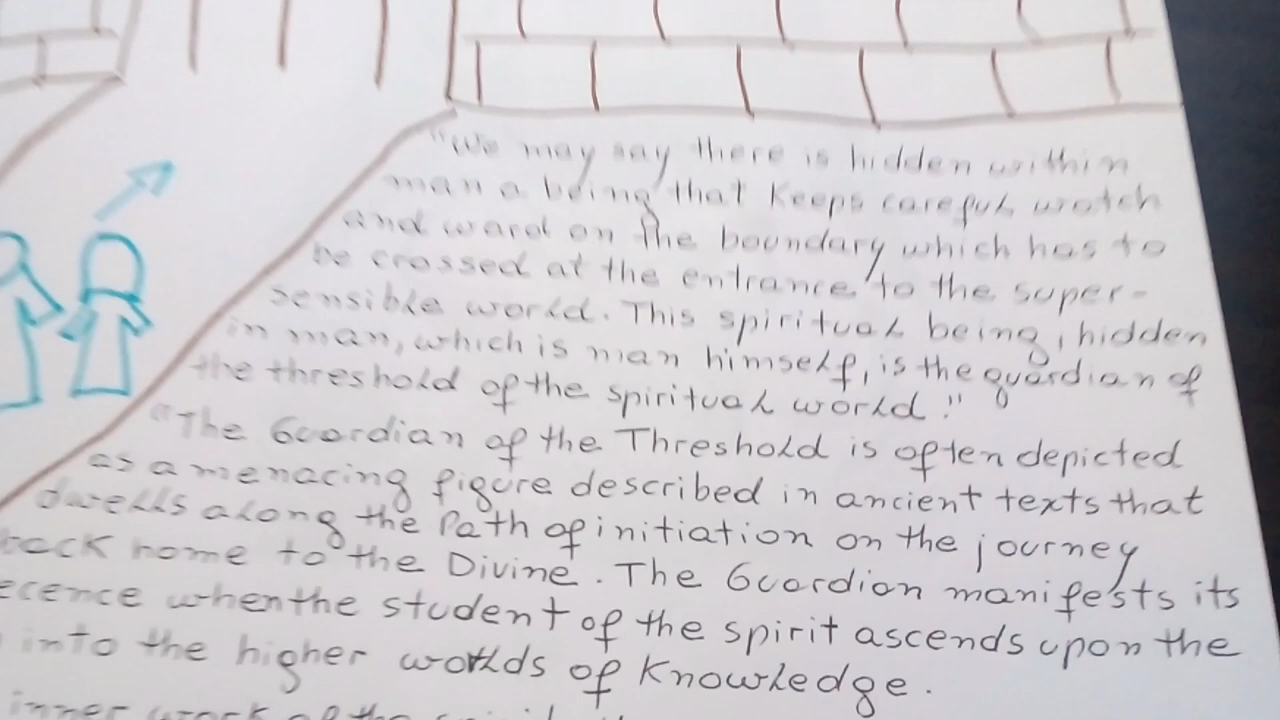 "We may say there is hidden within
man a being that keeps careful watch
and ward on the boundary which has to
be crossed at the entrance to the super-
sensible world. This spiritual being, hidden
in man, which is man himself, is the guardian of
the threshold of the spiritual world."
"The Guardian of the Threshold is often depicted
as a menacing figure described in ancient texts that
dwells along the Path of initiation on the journey
back home to the Divine. The Guardian manifests its
when the student of the spirit ascends upon the
into the higher worlds of Knowledge.
inner work of the